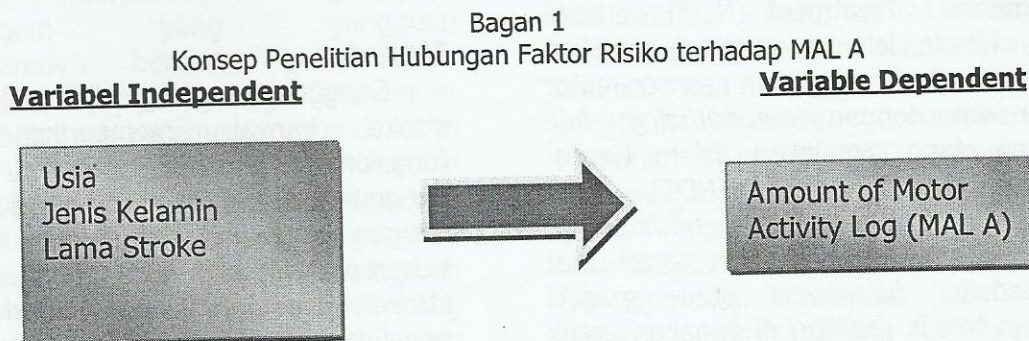 Bagan 1
Konsep Penelitian Hubungan Faktor Risiko terhadap MAL A
Variabel Independent
Variable Dependent
Usia
Jenis Kelamin
Lama Stroke
Amount of Motor
Activity Log (MAL A)